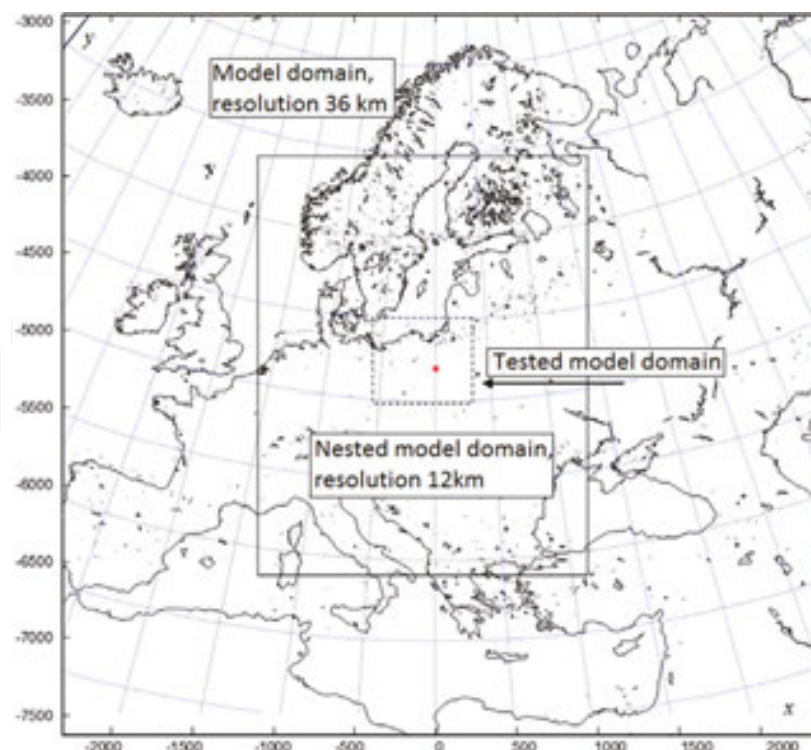 -3000
y
Model domain,
resolution 36 km
-3500
-4000
y
-4500
-5000
Tested model domain
-5500
Nested model domain,
resolution 12km
-6000
-6500
-7000
x
-7500
-2000 -1500 -1000 -500 0 500 1000 1500 2000